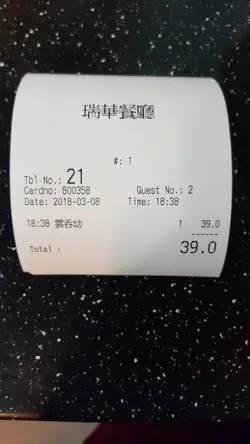 瑞華餐廳
#: 1
Tbl No.: 21
Cardno: B00358 Guest No.: 2
Date: 2018-03-08 Time: 18:38
18:38 雲吞幼 1 39.0
------
Total : 39.0